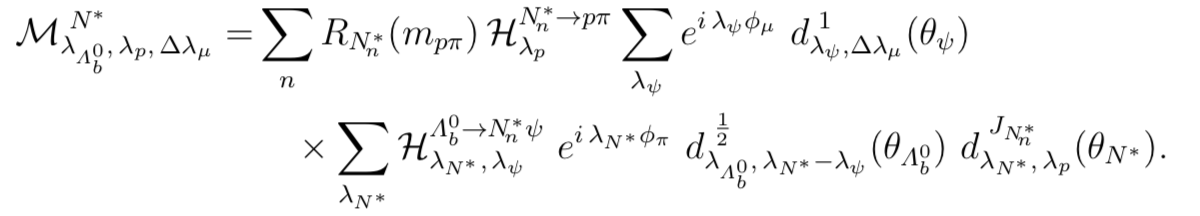 \mathcal{M}^{N^*}_{\lambda_{\Lambda_b^0},\,\lambda_p,\,\Delta\lambda_\mu} = \sum_n R_{N_n^*}(m_{p\pi})\, \mathcal{H}^{N_n^*\to p\pi}_{\lambda_p} \sum_{\lambda_\psi} e^{i\,\lambda_\psi\phi_\mu}\, d^{\,1}_{\lambda_\psi,\Delta\lambda_\mu}(\theta_\psi)
\times \sum_{\lambda_{N^*}} \mathcal{H}^{\Lambda_b^0\to N_n^*\psi}_{\lambda_{N^*},\,\lambda_\psi}\, e^{i\,\lambda_{N^*}\phi_\pi}\, d^{\,\frac{1}{2}}_{\lambda_{\Lambda_b^0},\,\lambda_{N^*}-\lambda_\psi}(\theta_{\Lambda_b^0})\, d^{\,J_{N_n^*}}_{\lambda_{N^*},\,\lambda_p}(\theta_{N^*}).